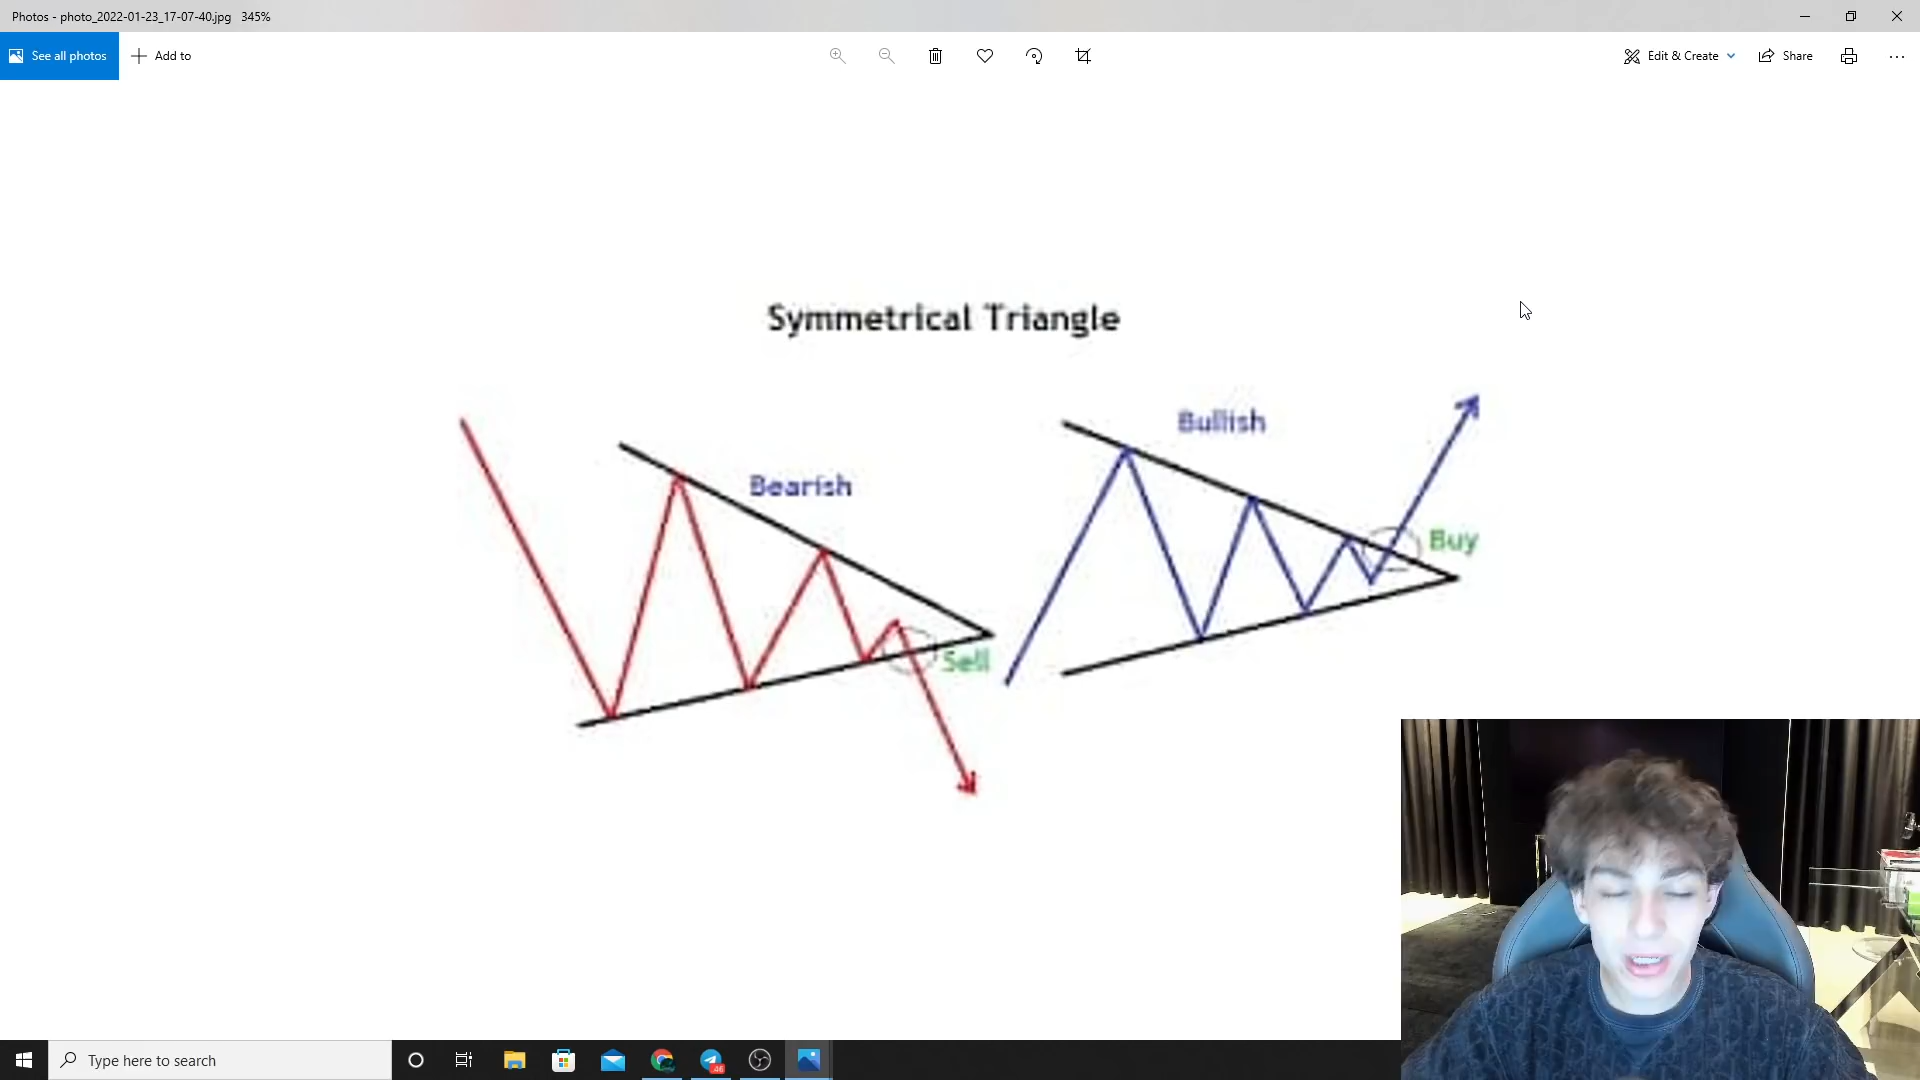 Photos - photo_2022-01-23_17-07-40.jpg 345%
See all photos
Add to
Edit & Create
Share
Symmetrical Triangle
Bullish
Bearish
Buy
Sell
Type here to search